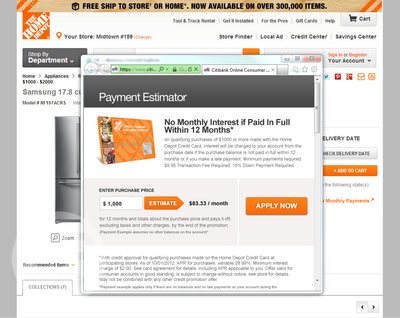 FREE SHIP TO STORE† OR HOME*. NOW AVAILABLE ON OVER 300,000 ITEMS.
THE HOME DEPOT
Tool & Truck Rental
Get It Installed
For the Pros
Gift Cards
Help
Cart
Your Store: Midtown #199 (Change)
Store Finder
Local Ad
Credit Center
Savings Center
Shop By
Department
Sign In or Register
Your Account
Home > Appliances > R
$1000 - $2000
Samsung 17.8 cu
Model # RF197ACRS
https://www.citi
Citibank Online Consumer ...
Payment Estimator
No Monthly Interest if Paid In Full
Within 12 Months*
on qualifying purchases of $1000 or more made with the Home
Depot Credit Card. Interest will be charged to your account from the
purchase date if the purchase balance is not paid in full within 12
months or if you make a late payment. Minimum payments required
ENTER PURCHASE PRICE
$ 1,000
ESTIMATE
$83.33 / month
APPLY NOW
for 12 months and totals about the purchase price and pays it off,
excluding taxes and other charges, by the end of the promotion.
(Payment Example assumes no other balances on the account)*
*With credit approval for qualifying purchases made on the Home Depot Credit Card at
participating stores. As of 10/01/2012, APR for purchases: variable 28.99%. Minimum interest
charge of $2.00. See card agreement for details, including APR applicable to you. Offer valid for
consumer accounts in good standing, is subject to change without notice; see store for details.
May not be combined with any other credit promotion offer
*Payment example applies only if there are no balances and no late payments on your account during the
DELIVERY DATE
CHECK DELIVERY DATE
+ ADD TO CART
the following state(s)
Monthly Payments
Zoom
Recommended Items
COLLECTIONS (7)